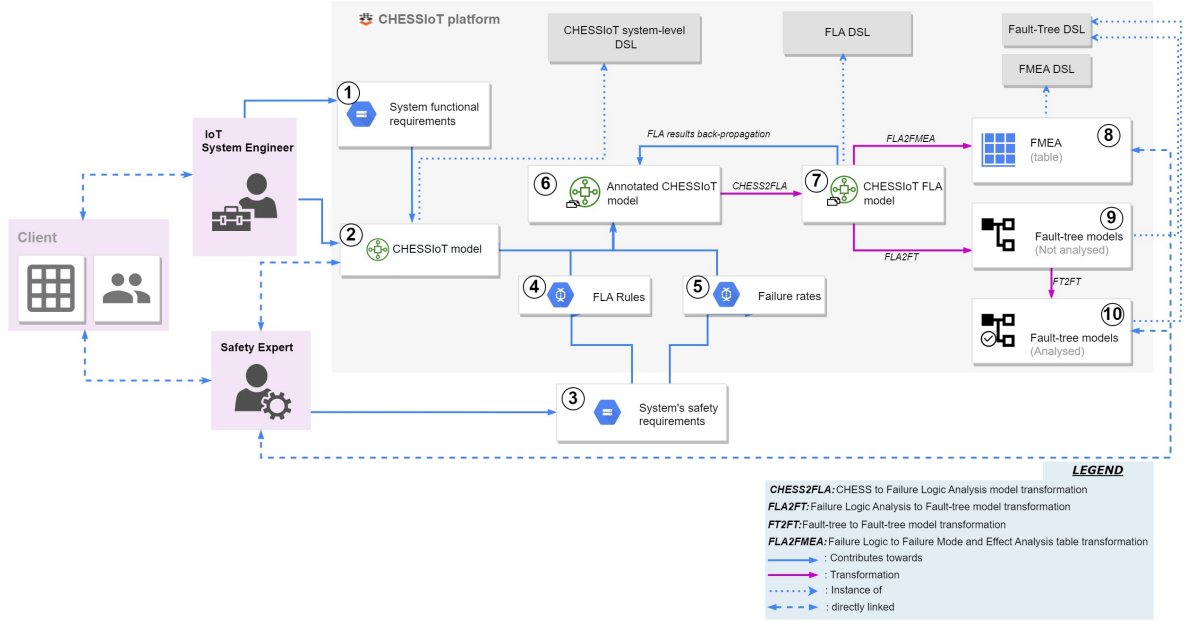 CHESSIoT platform
CHESSIoT system-level
DSL
FLA DSL
Fault-Tree DSL
FMEA DSL
1
System functional
requirements
IoT
System Engineer
FLA results back-propagation
FLA2FMEA
8
FMEA
(table)
6
Annotated CHESSIoT
model
CHESS2FLA
7
CHESSIoT FLA
model
9
Fault-tree models
(Not analysed)
2
CHESSIoT model
Client
FLA2FT
FT2FT
4
FLA Rules
5
Failure rates
10
Fault-tree models
(Analysed)
Safety Expert
3
System's safety
requirements
LEGEND
CHESS2FLA: CHESS to Failure Logic Analysis model transformation
FLA2FT: Failure Logic Analysis to Fault-tree model transformation
FT2FT: Fault-tree to Fault-tree model transformation
FLA2FMEA: Failure Logic to Failure Mode and Effect Analysis table transformation
: Contributes towards
: Transformation
: Instance of
: directly linked